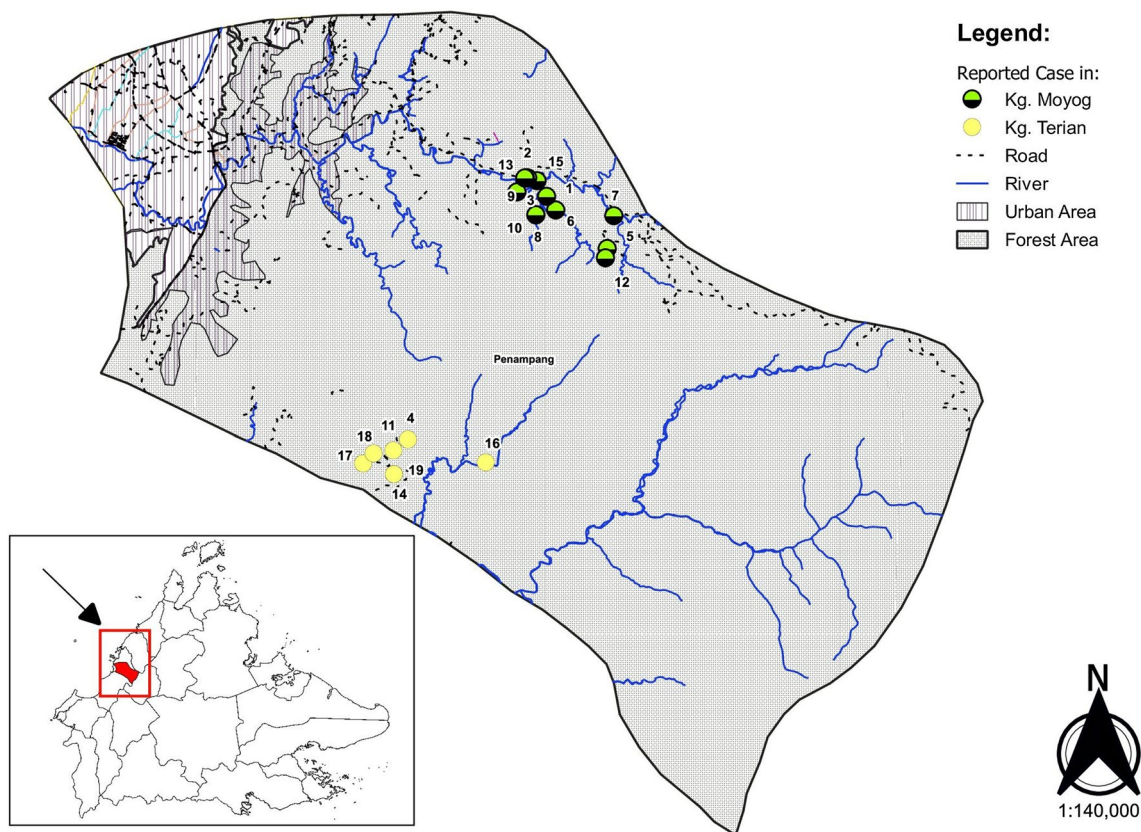 Legend:
Reported Case in:
Kg. Moyog
Kg. Terian
Road
River
Urban Area
Forest Area
2
13
15
9
3
1
7
10
8
6
5
12
Penampang
4
11
18
16
17
19
14
N
1:140,000